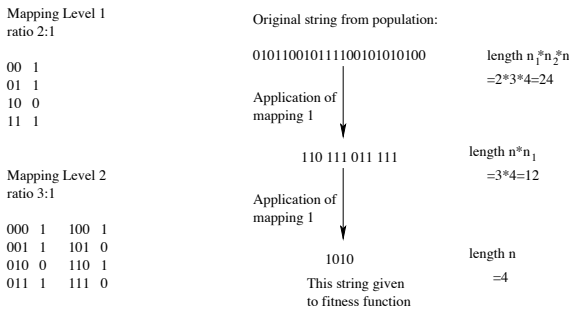 Mapping Level 1
ratio 2:1
00 1
01 1
10 0
11 1
Mapping Level 2
ratio 3:1
000 1 100 1
001 1 101 0
010 0 110 1
011 1 111 0
Original string from population:
010110010111100101010100
length n1*n2*n
=2*3*4=24
Application of
mapping 1
110 111 011 111
length n*n1
=3*4=12
Application of
mapping 1
1010
length n
=4
This string given
to fitness function